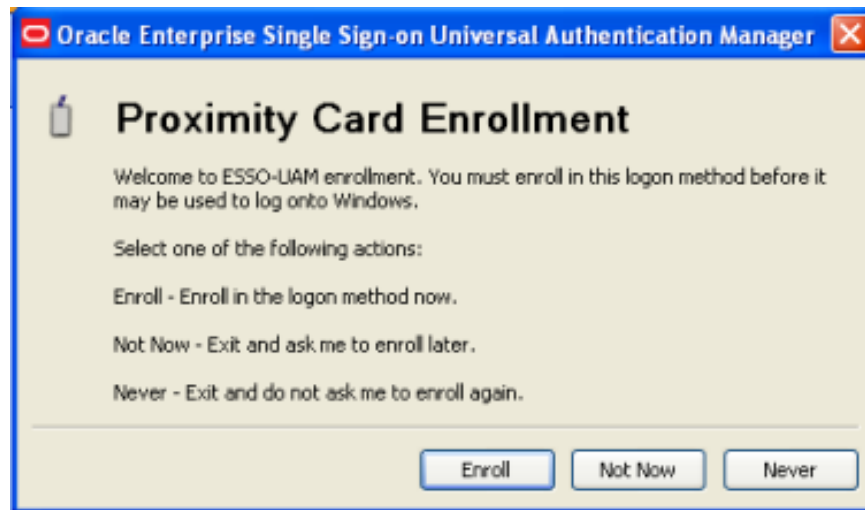 Oracle Enterprise Single Sign-on Universal Authentication Manager
Proximity Card Enrollment
Welcome to ESSO-UAM enrollment. You must enroll in this logon method before it
may be used to log onto Windows.
Select one of the following actions:
Enroll - Enroll in the logon method now.
Not Now - Exit and ask me to enroll later.
Never - Exit and do not ask me to enroll again.
Enroll Not Now Never